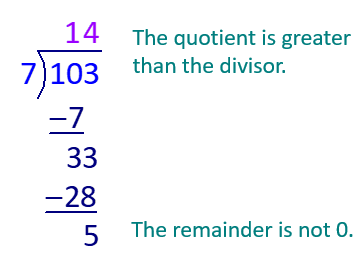 14
The quotient is greater
7)103
than the divisor.
–7
33
–28
5
The remainder is not 0.